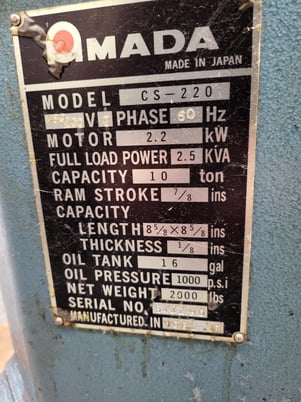 AMADA
MADE IN JAPAN
MODEL CS-220
V PHASE 60 Hz
MOTOR 2.2 kW
FULL LOAD POWER 2.5 KVA
CAPACITY 10 ton
RAM STROKE 7/8 ins
CAPACITY
LENGTH 8 5/8 × 8 5/8 ins
THICKNESS 1/8 ins
OIL TANK 16 gal
OIL PRESSURE 1000 p.s.i
NET WEIGHT 2000 lbs
SERIAL NO.
MANUFACTURED IN